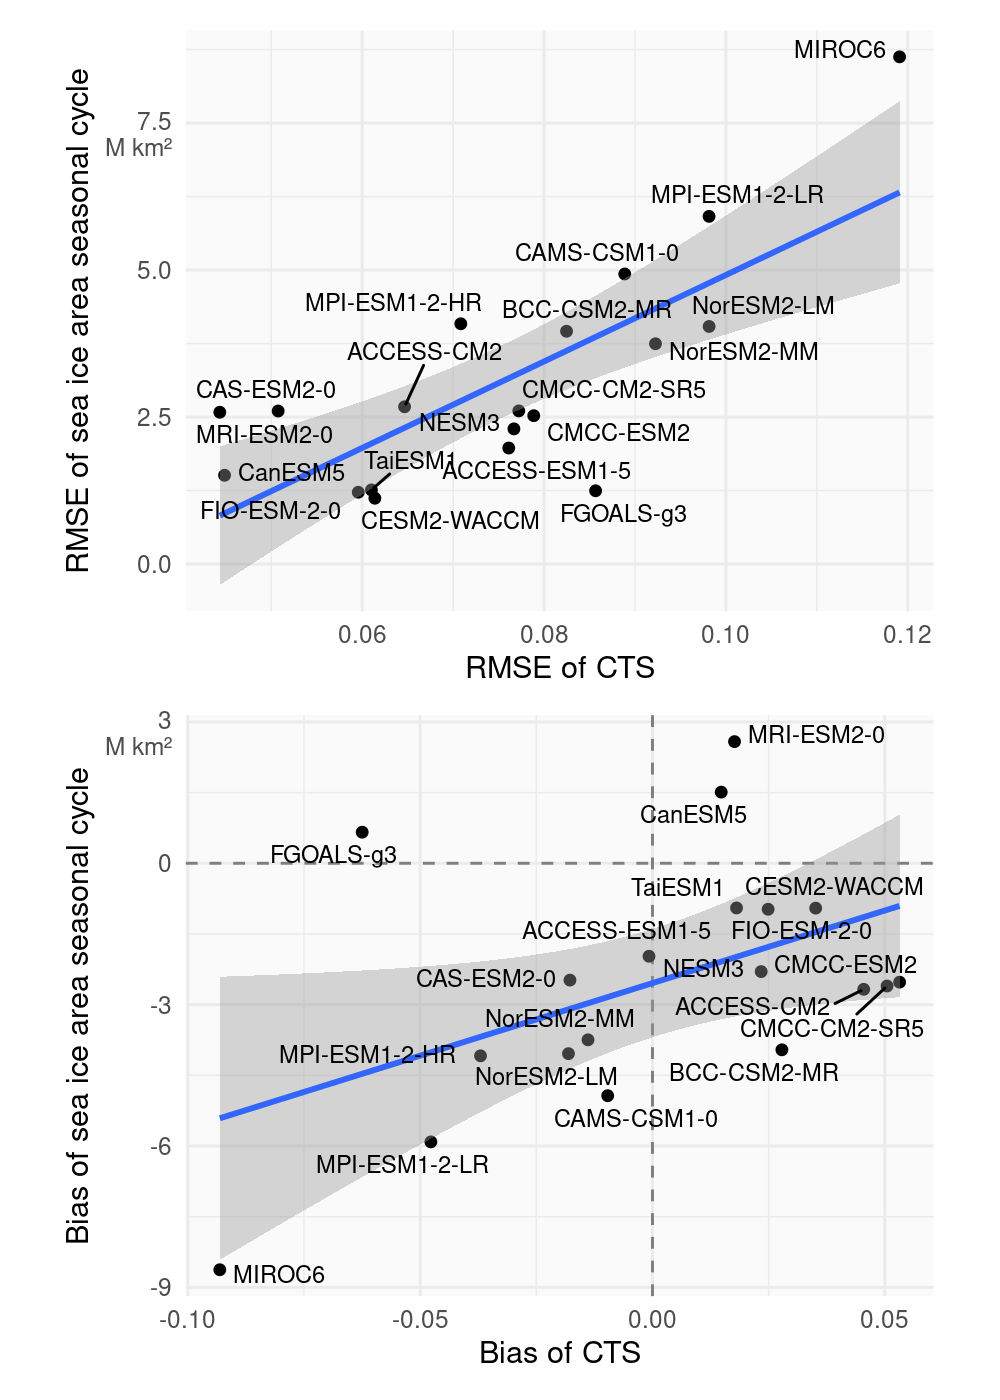 RMSE of sea ice area seasonal cycle
7.5
M km²
5.0
2.5
0.0
MIROC6
MPI-ESM1-2-LR
CAMS-CSM1-0
MPI-ESM1-2-HR
BCC-CSM2-MR
NorESM2-LM
ACCESS-CM2
NorESM2-MM
CAS-ESM2-0
CMCC-CM2-SR5
NESM3
MRI-ESM2-0
CMCC-ESM2
TaiESM1
CanESM5
ACCESS-ESM1-5
FIO-ESM-2-0
CESM2-WACCM
FGOALS-g3
0.06
0.08
0.10
0.12
RMSE of CTS
Bias of sea ice area seasonal cycle
3
M km²
0
-3
-6
-9
MRI-ESM2-0
CanESM5
FGOALS-g3
TaiESM1
CESM2-WACCM
ACCESS-ESM1-5
FIO-ESM-2-0
NESM3
CMCC-ESM2
CAS-ESM2-0
ACCESS-CM2
NorESM2-MM
CMCC-CM2-SR5
MPI-ESM1-2-HR
NorESM2-LM
BCC-CSM2-MR
CAMS-CSM1-0
MPI-ESM1-2-LR
MIROC6
-0.10
-0.05
0.00
0.05
Bias of CTS